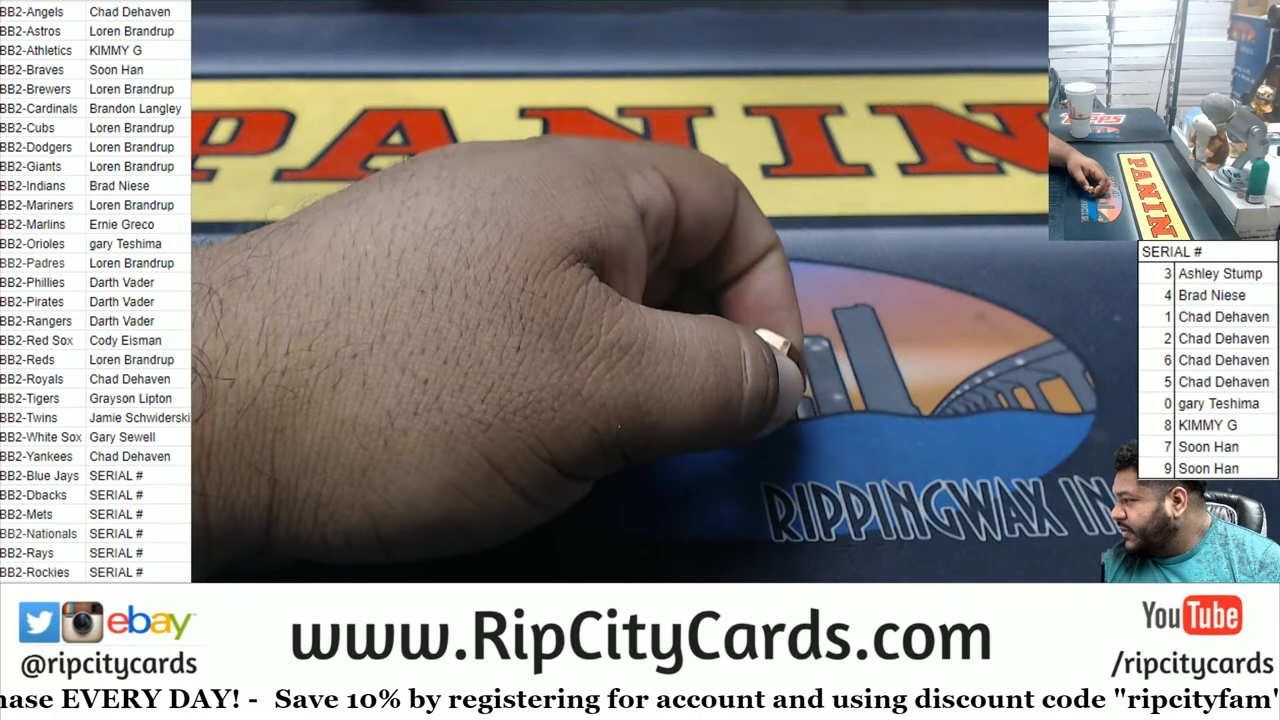 BB2-Angels Chad Dehaven
BB2-Astros Loren Brandrup
BB2-Athletics KIMMY G
BB2-Braves Soon Han
BB2-Brewers Loren Brandrup
BB2-Cardinals Brandon Langley
BB2-Cubs Loren Brandrup
BB2-Dodgers Loren Brandrup
BB2-Giants Loren Brandrup
BB2-Indians Brad Niese
BB2-Mariners Loren Brandrup
BB2-Marlins Ernie Greco
BB2-Orioles gary Teshima
BB2-Padres Loren Brandrup
BB2-Phillies Darth Vader
BB2-Pirates Darth Vader
BB2-Rangers Darth Vader
BB2-Red Sox Cody Eisman
BB2-Reds Loren Brandrup
BB2-Royals Chad Dehaven
BB2-Tigers Grayson Lipton
BB2-Twins Jamie Schwiderski
BB2-White Sox Gary Sewell
BB2-Yankees Chad Dehaven
BB2-Blue Jays SERIAL #
BB2-Dbacks SERIAL #
BB2-Mets SERIAL #
BB2-Nationals SERIAL #
BB2-Rays SERIAL #
BB2-Rockies SERIAL #
PANIN
RIPPINGWAX IN
TOPPS
PANIN
SERIAL #
3 Ashley Stump
4 Brad Niese
1 Chad Dehaven
2 Chad Dehaven
6 Chad Dehaven
5 Chad Dehaven
0 gary Teshima
8 KIMMY G
7 Soon Han
9 Soon Han
ebay
@ripcitycards
www.RipCityCards.com
YouTube
/ripcitycards
hase EVERY DAY! - Save 10% by registering for account and using discount code "ripcityfam"